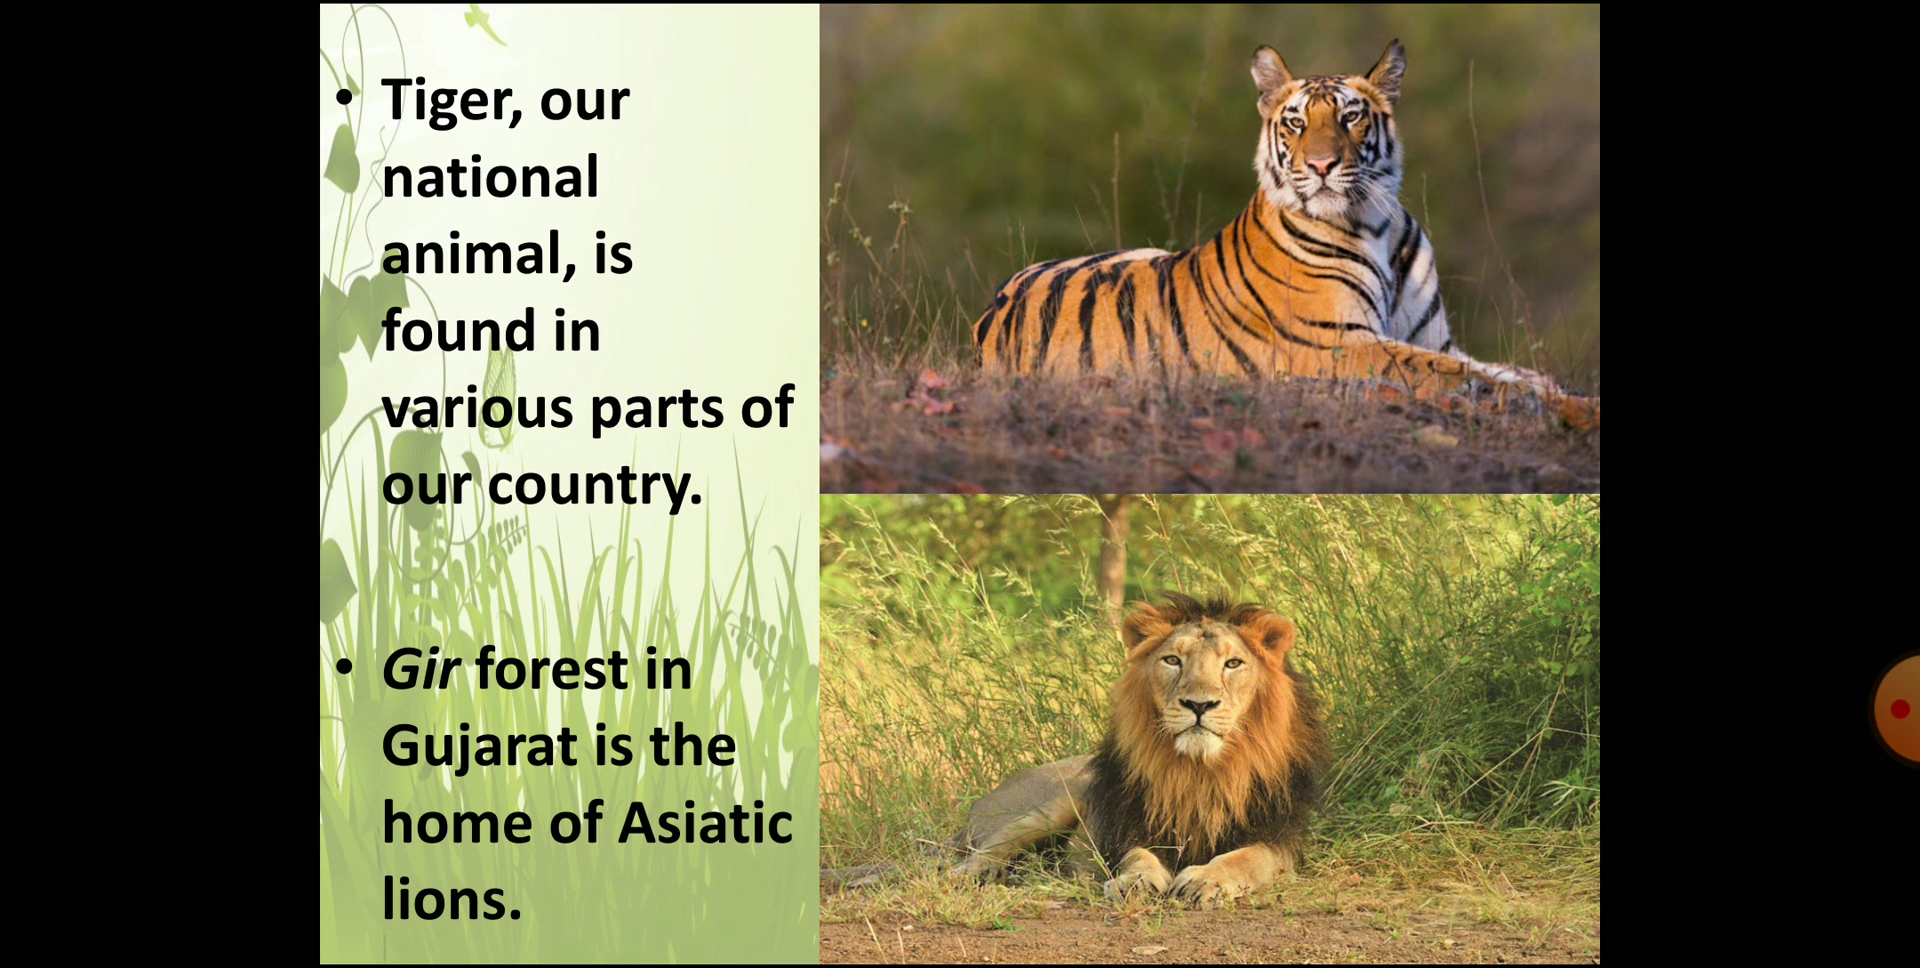 • Tiger, our
national
animal, is
found in
various parts of
our country.
• Gir forest in
Gujarat is the
home of Asiatic
lions.